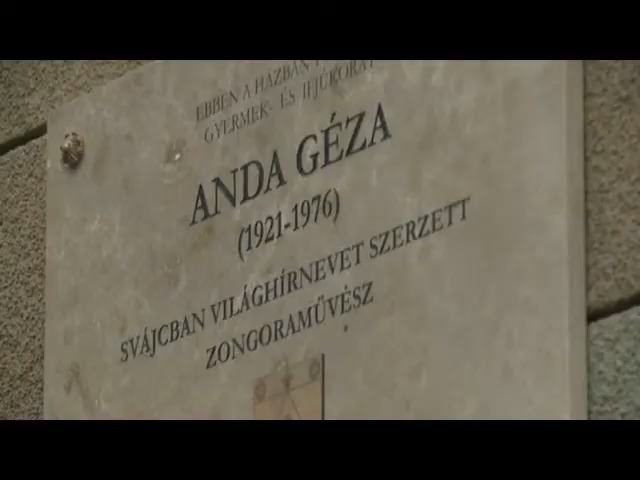 EBBEN A HÁZBAN
GYERMEK- ÉS IFJÚKORÁT
ANDA GÉZA
(1921-1976)
SVÁJCBAN VILÁGHÍRNEVET SZERZETT
ZONGORAMŰVÉSZ